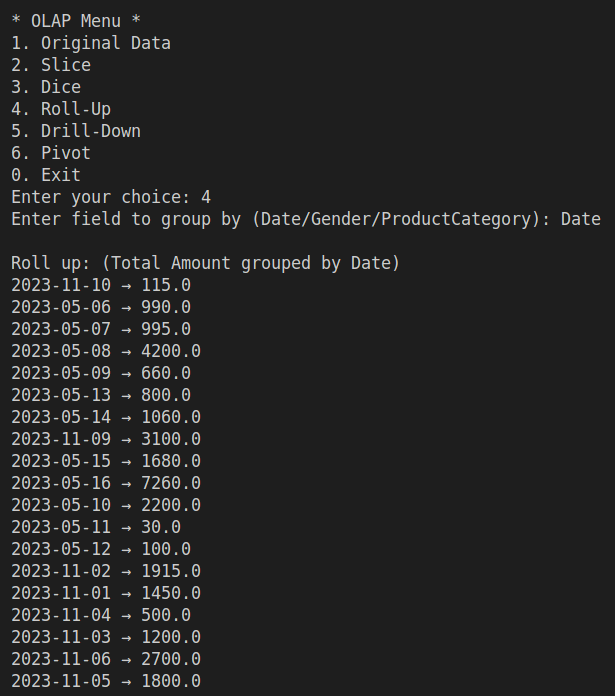 * OLAP Menu *
1. Original Data
2. Slice
3. Dice
4. Roll-Up
5. Drill-Down
6. Pivot
0. Exit
Enter your choice: 4
Enter field to group by (Date/Gender/ProductCategory): Date
Roll up: (Total Amount grouped by Date)
2023-11-10 → 115.0
2023-05-06 → 990.0
2023-05-07 → 995.0
2023-05-08 → 4200.0
2023-05-09 → 660.0
2023-05-13 → 800.0
2023-05-14 → 1060.0
2023-11-09 → 3100.0
2023-05-15 → 1680.0
2023-05-16 → 7260.0
2023-05-10 → 2200.0
2023-05-11 → 30.0
2023-05-12 → 100.0
2023-11-02 → 1915.0
2023-11-01 → 1450.0
2023-11-04 → 500.0
2023-11-03 → 1200.0
2023-11-06 → 2700.0
2023-11-05 → 1800.0